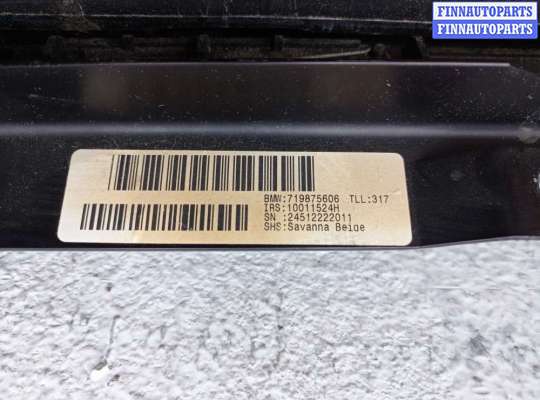 FINNAUTOPARTS
FINNAUTOPARTS
BMW:719875606 TLL:317
IRS:10011524H
SN :24512222011
SHS:Savanna Beige